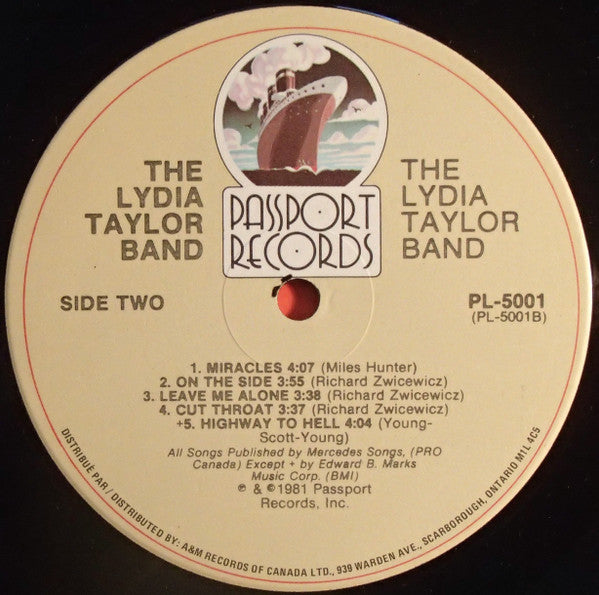 THE
LYDIA
TAYLOR
BAND
PASSPORT
RECORDS
THE
LYDIA
TAYLOR
BAND
SIDE TWO
PL-5001
(PL-5001B)
1. MIRACLES 4:07 (Miles Hunter)
2. ON THE SIDE 3:55 (Richard Zwicewicz)
3. LEAVE ME ALONE 3:38 (Richard Zwicewicz)
4. CUT THROAT 3:37 (Richard Zwicewicz)
+5. HIGHWAY TO HELL 4:04 (Young-
Scott-Young)
All Songs Published by Mercedes Songs, (PRO
Canada) Except + by Edward B. Marks
Music Corp. (BMI)
℗ & ©1981 Passport
Records, Inc.
DISTRIBUÉ PAR / DISTRIBUTED BY: A&M RECORDS OF CANADA LTD., 939 WARDEN AVE., SCARBOROUGH, ONTARIO M1L 4C5